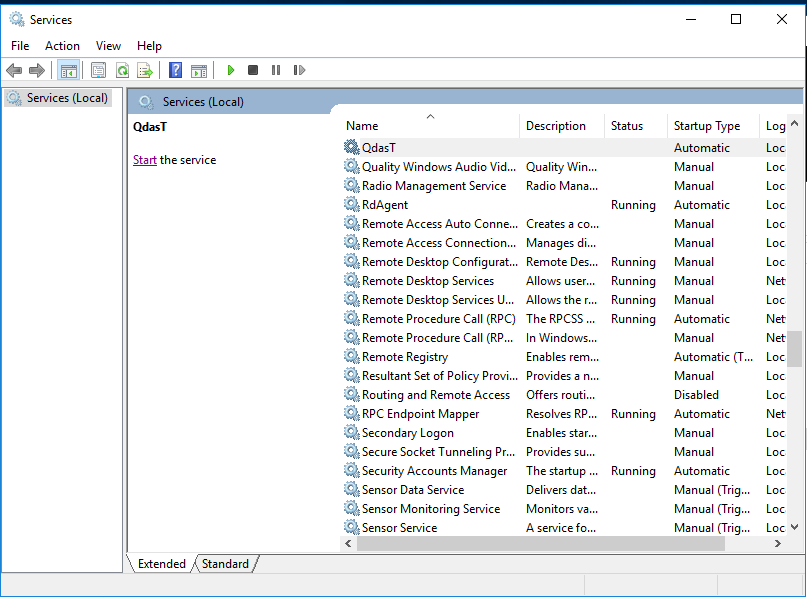 Services
File Action View Help
Services (Local)
Services (Local)
QdasT
Start the service
Name Description Status Startup Type Log
QdasT Automatic Loc
Quality Windows Audio Vid... Quality Win... Manual Loc
Radio Management Service Radio Mana... Manual Loc
RdAgent Running Automatic Loc
Remote Access Auto Conne... Creates a co... Manual Loc
Remote Access Connection... Manages di... Manual Loc
Remote Desktop Configurat... Remote Des... Running Manual Loc
Remote Desktop Services Allows user... Running Manual Net
Remote Desktop Services U... Allows the r... Running Manual Loc
Remote Procedure Call (RPC) The RPCSS ... Running Automatic Net
Remote Procedure Call (RP... In Windows... Manual Net
Remote Registry Enables rem... Automatic (T... Loc
Resultant Set of Policy Provi... Provides a n... Manual Loc
Routing and Remote Access Offers routi... Disabled Loc
RPC Endpoint Mapper Resolves RP... Running Automatic Net
Secondary Logon Enables star... Manual Loc
Secure Socket Tunneling Pr... Provides su... Manual Loc
Security Accounts Manager The startup ... Running Automatic Loc
Sensor Data Service Delivers dat... Manual (Trig... Loc
Sensor Monitoring Service Monitors va... Manual (Trig... Loc
Sensor Service A service fo... Manual (Trig... Loc
Extended Standard